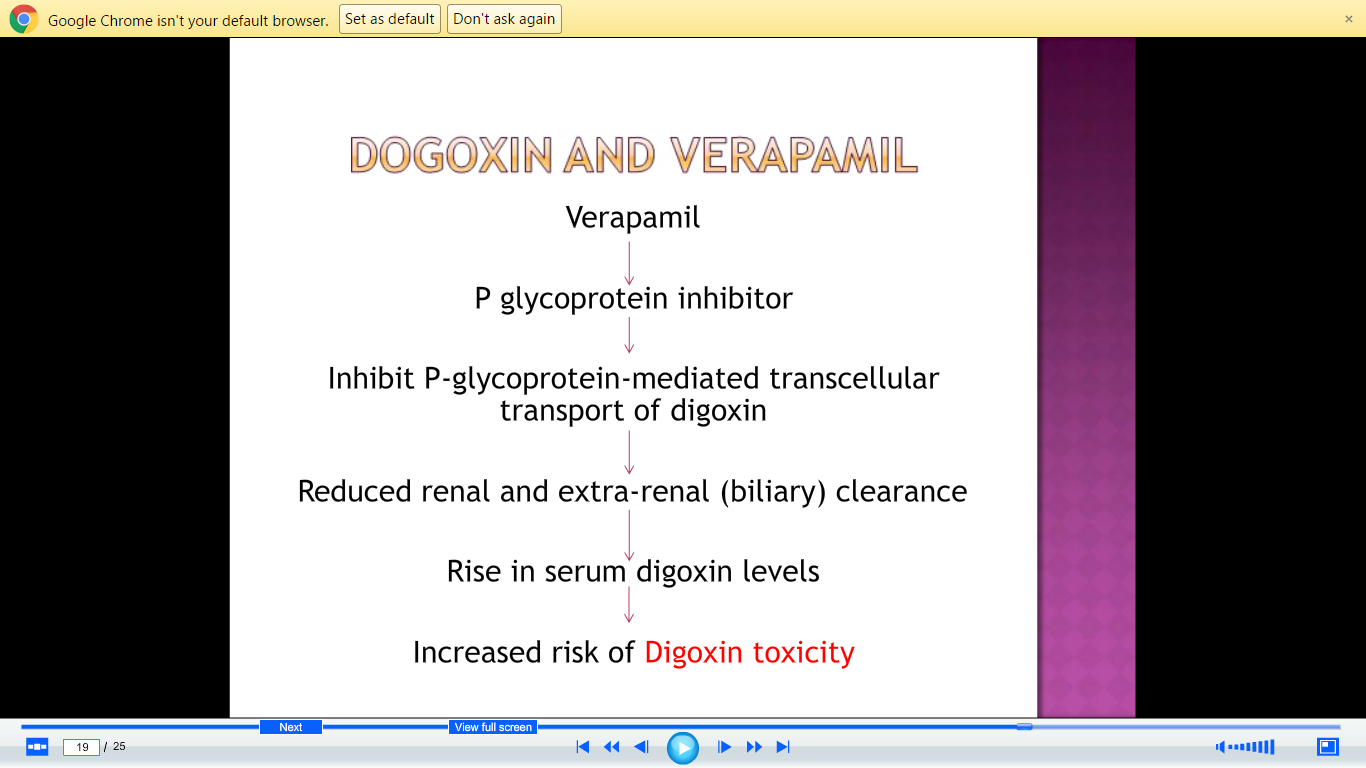 Google Chrome isn't your default browser. Set as default Don't ask again ×
DOGOXIN AND VERAPAMIL
Verapamil
P glycoprotein inhibitor
Inhibit P-glycoprotein-mediated transcellular
transport of digoxin
Reduced renal and extra-renal (biliary) clearance
Rise in serum digoxin levels
Increased risk of Digoxin toxicity
Next View full screen
19 / 25